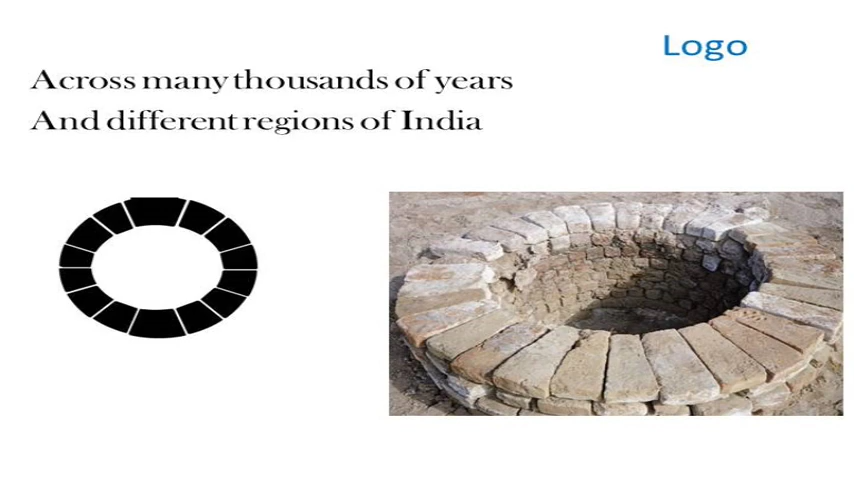 Logo
Across many thousands of years
And different regions of India